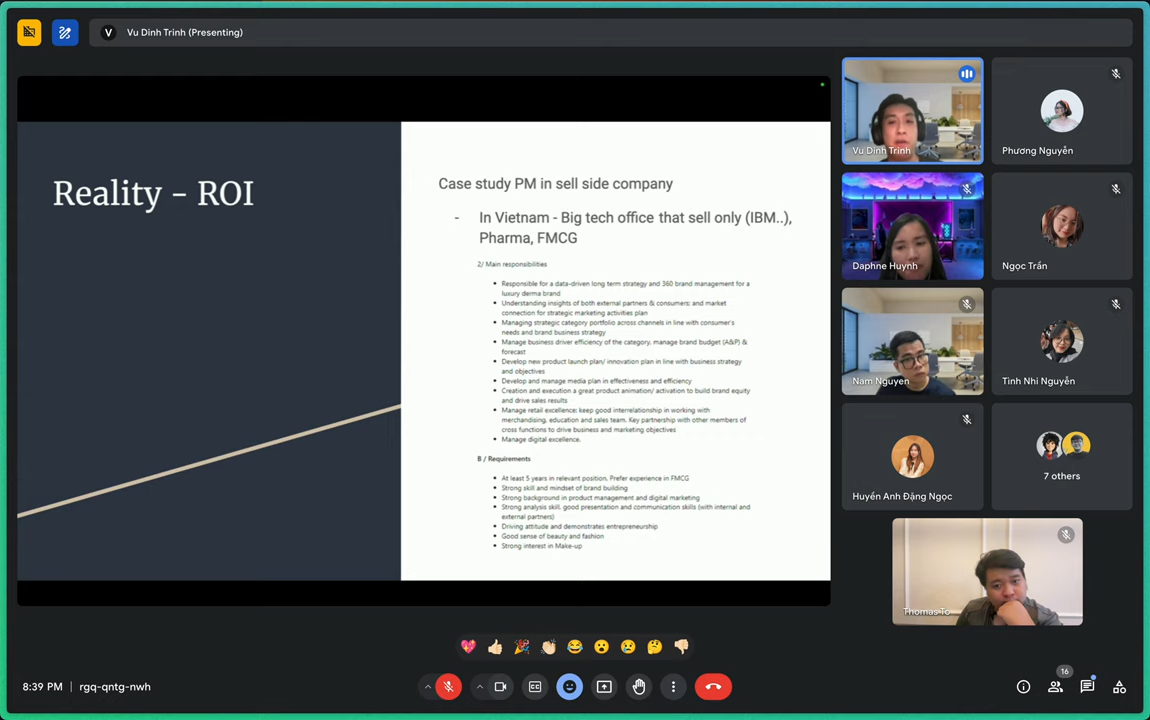 V Vu Dinh Trinh (Presenting)
Reality - ROI
Case study PM in sell side company
- In Vietnam - Big tech office that sell only (IBM..),
Pharma, FMCG
2/ Main responsibilities
• Responsible for a data-driven long term strategy and 360 brand management for a
luxury derma brand
• Understanding insights of both external partners & consumers; and market
connection for strategic marketing activities plan
• Managing strategic category portfolio across channels in line with consumer's
needs and brand business strategy
• Manage business driver efficiency of the category, manage brand budget (A&P) &
forecast
• Develop new product launch plan/ innovation plan in line with business strategy
and objectives
• Develop and manage media plan in effectiveness and efficiency
• Creation and execution a great product animation/ activation to build brand equity
and drive sales results
• Manage retail excellence: keep good interrelationship in working with
merchandising, education and sales team. Key partnership with other members of
cross functions to drive business and marketing objectives
• Manage digital excellence.
B / Requirements
• At least 5 years in relevant position. Prefer experience in FMCG
• Strong skill and mindset of brand building
• Strong background in product management and digital marketing
• Strong analysis skill, good presentation and communication skills (with internal and
external partners)
• Driving attitude and demonstrates entrepreneurship
• Good sense of beauty and fashion
• Strong interest in Make-up
Vu Dinh Trinh
Phương Nguyễn
Daphne Huynh
Ngọc Trần
Nam Nguyen
Tình Nhi Nguyễn
Huyền Anh Đặng Ngọc
7 others
Thomas To
8:39 PM | rgq-qntg-nwh
CC
16